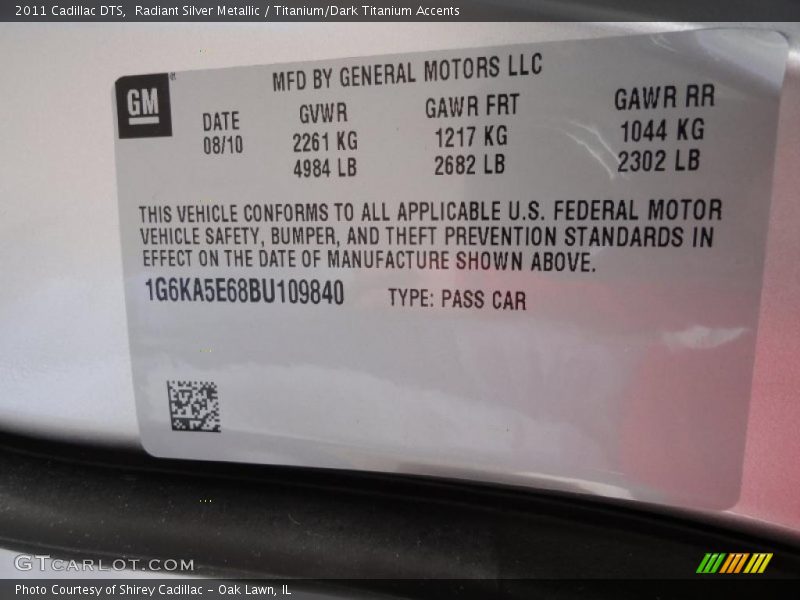 2011 Cadillac DTS, Radiant Silver Metallic / Titanium/Dark Titanium Accents
GM
MFD BY GENERAL MOTORS LLC
DATE GVWR GAWR FRT GAWR RR
08/10 2261 KG 1217 KG 1044 KG
4984 LB 2682 LB 2302 LB
THIS VEHICLE CONFORMS TO ALL APPLICABLE U.S. FEDERAL MOTOR
VEHICLE SAFETY, BUMPER, AND THEFT PREVENTION STANDARDS IN
EFFECT ON THE DATE OF MANUFACTURE SHOWN ABOVE.
1G6KA5E68BU109840 TYPE: PASS CAR
GTCARLOT.COM
Photo Courtesy of Shirey Cadillac - Oak Lawn, IL